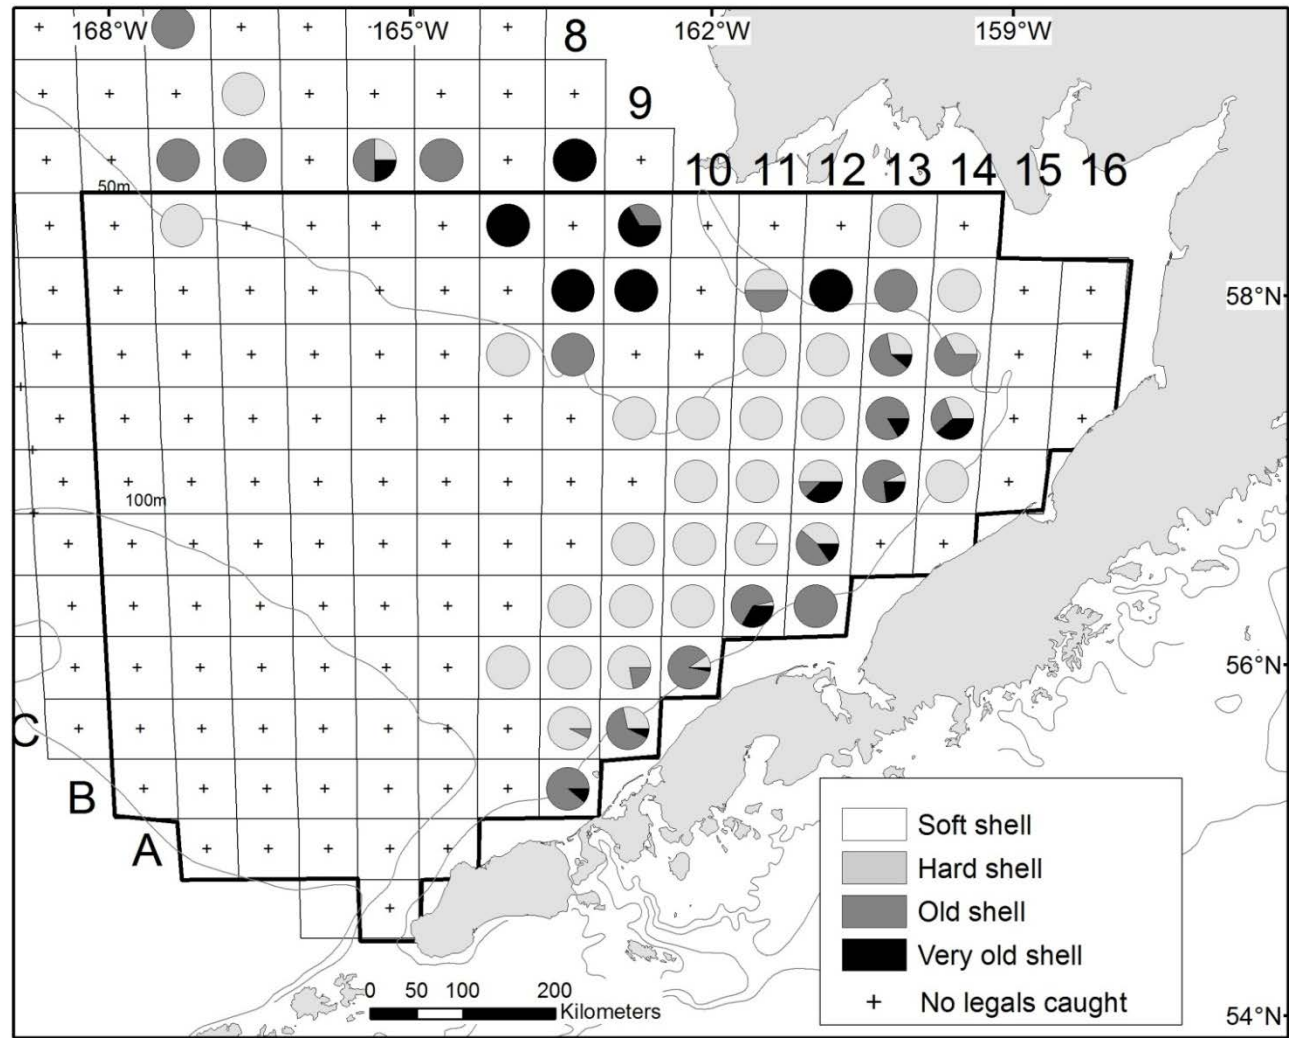 168°W 165°W 162°W 159°W
8
9
10 11 12 13 14 15 16
50m
58°N
100m
56°N
C
B
A
Soft shell
Hard shell
Old shell
Very old shell
+ No legals caught
0 50 100 200
Kilometers
54°N